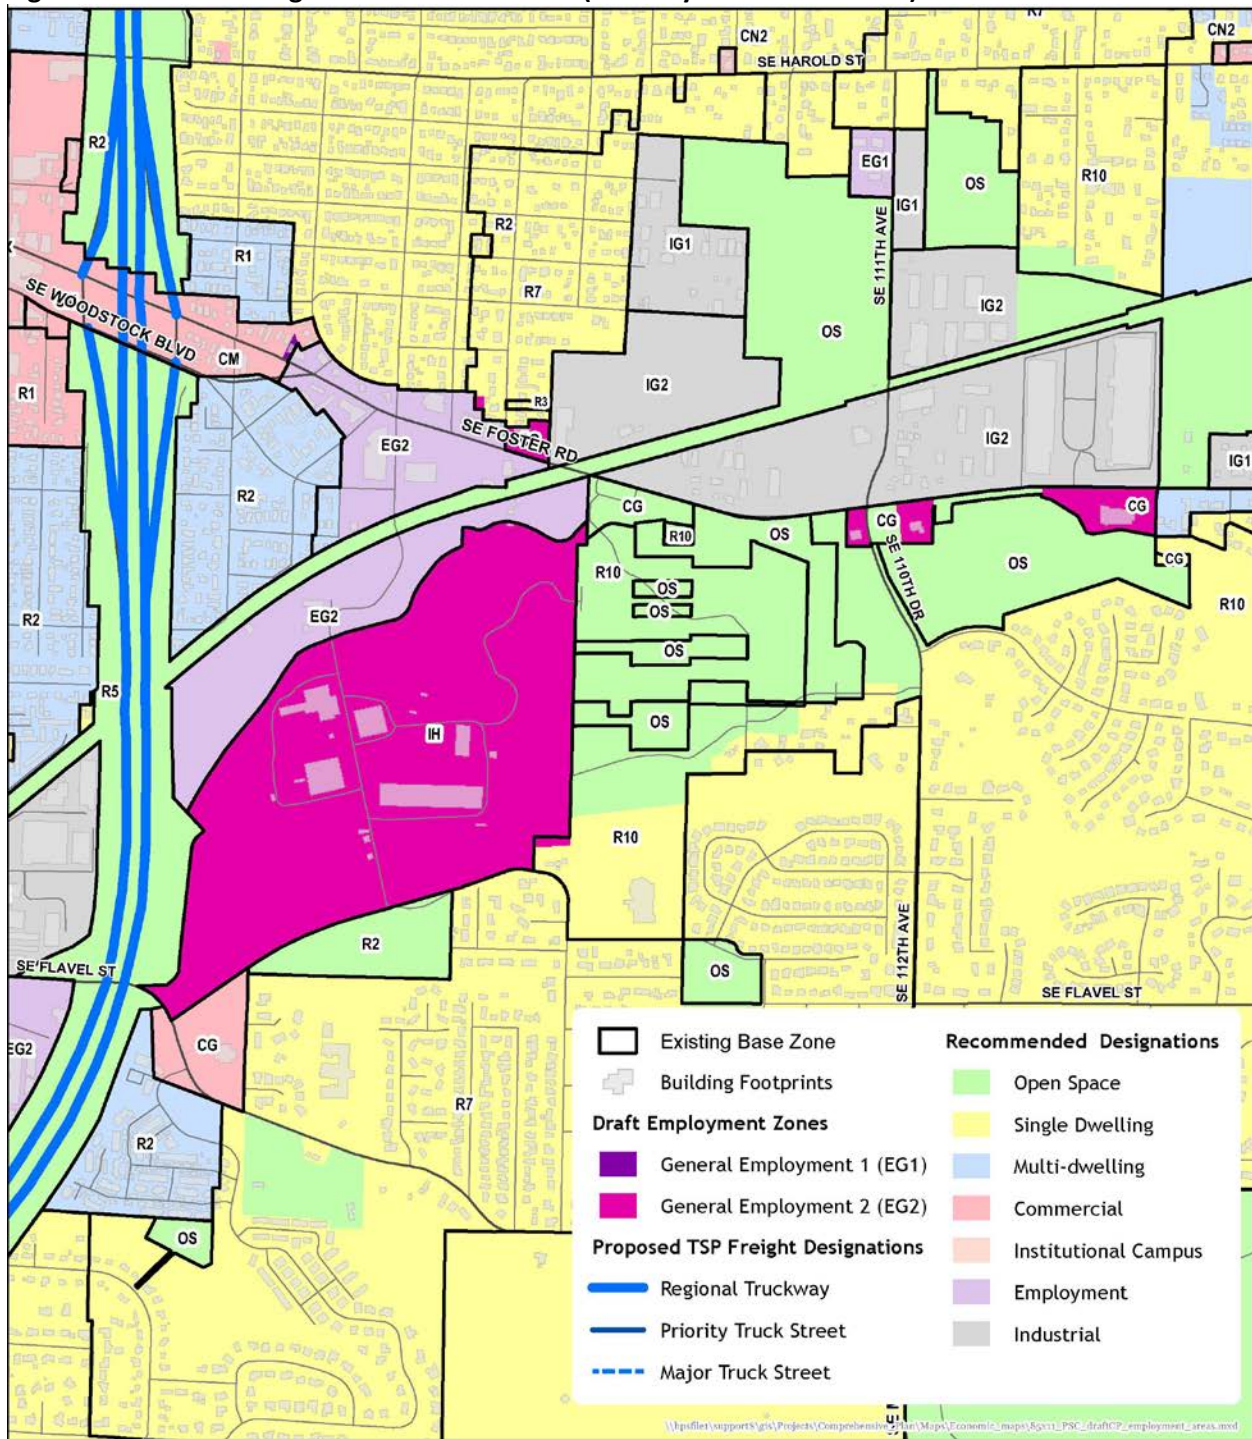 CN2
CN2
R7
SE HAROLD ST
R2
EG1
OS
R10
IG1
R2
IG1
SE 111TH AVE
R1
R7
OS
IG2
SE WOODSTOCK BLVD
CM
R1
R3
IG2
SE FOSTER RD
EG2
IG2
IG1
R2
CG
CG
CG
R10
OS
OS
SE 110TH DR
R10
OS
CG
R10
OS
EG2
R2
OS
R5
OS
IH
R10
SE 112TH AVE
R2
SE FLAVEL ST
OS
SE FLAVEL ST
EG2
CG
R7
R2
OS
Existing Base Zone
Building Footprints
Draft Employment Zones
General Employment 1 (EG1)
General Employment 2 (EG2)
Proposed TSP Freight Designations
Regional Truckway
Priority Truck Street
Major Truck Street
Recommended Designations
Open Space
Single Dwelling
Multi-dwelling
Commercial
Institutional Campus
Employment
Industrial